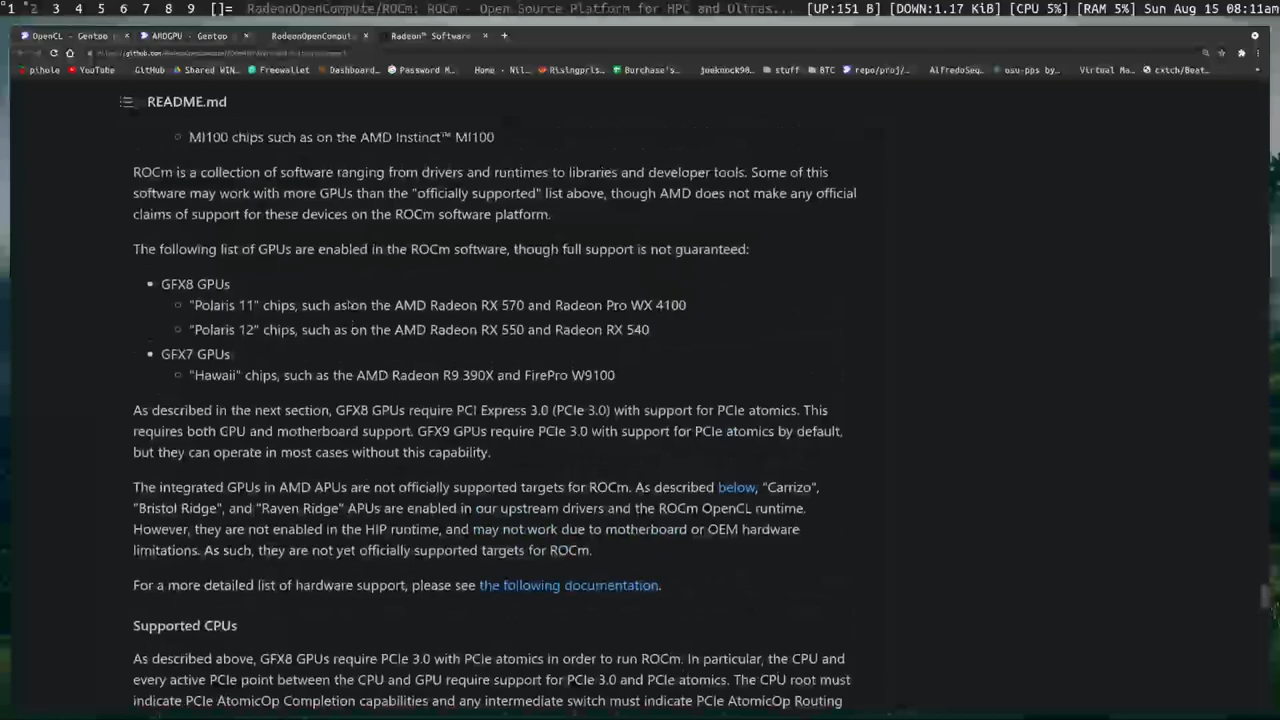 1 2 3 4 5 6 7 8 9 []= RadeonOpenCompute/ROCm: ROCm - Open Source Platform for HPC and Ultras... [UP:151 B] [DOWN:1.17 KiB] [CPU 5%] [RAM 5%] Sun Aug 15 08:11am
OpenCL - Gentoo × AMDGPU - Gentoo × RadeonOpenComput × Radeon™ Software × +
pihole YouTube GitHub Shared WIN... Freewallet Dashboard... Password M... Home - Nil... Risingpris... Burchase's... stuff BTC repo/proj/... AlfredoSeq... osu-pps by... Virtual Ma... cxtch/Beat...
README.md
MI100 chips such as on the AMD Instinct™ MI100
ROCm is a collection of software ranging from drivers and runtimes to libraries and developer tools. Some of this
software may work with more GPUs than the "officially supported" list above, though AMD does not make any official
claims of support for these devices on the ROCm software platform.
The following list of GPUs are enabled in the ROCm software, though full support is not guaranteed:
GFX8 GPUs
"Polaris 11" chips, such as on the AMD Radeon RX 570 and Radeon Pro WX 4100
"Polaris 12" chips, such as on the AMD Radeon RX 550 and Radeon RX 540
GFX7 GPUs
"Hawaii" chips, such as the AMD Radeon R9 390X and FirePro W9100
As described in the next section, GFX8 GPUs require PCI Express 3.0 (PCIe 3.0) with support for PCIe atomics. This
requires both CPU and motherboard support. GFX9 GPUs require PCIe 3.0 with support for PCIe atomics by default,
but they can operate in most cases without this capability.
The integrated GPUs in AMD APUs are not officially supported targets for ROCm. As described below, "Carrizo",
"Bristol Ridge", and "Raven Ridge" APUs are enabled in our upstream drivers and the ROCm OpenCL runtime.
However, they are not enabled in the HIP runtime, and may not work due to motherboard or OEM hardware
limitations. As such, they are not yet officially supported targets for ROCm.
For a more detailed list of hardware support, please see the following documentation.
Supported CPUs
As described above, GFX8 GPUs require PCIe 3.0 with PCIe atomics in order to run ROCm. In particular, the CPU and
every active PCIe point between the CPU and GPU require support for PCIe 3.0 and PCIe atomics. The CPU root must
indicate PCIe AtomicOp Completion capabilities and any intermediate switch must indicate PCIe AtomicOp Routing